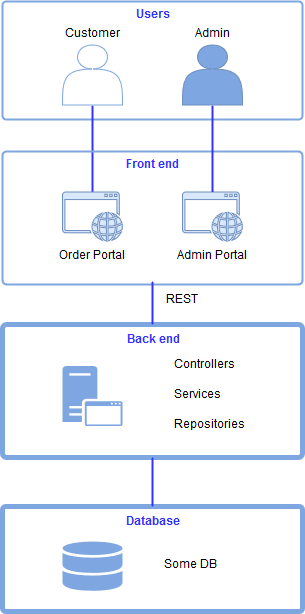 Users
Customer
Admin
Front end
Order Portal
Admin Portal
REST
Back end
Controllers
Services
Repositories
Database
Some DB